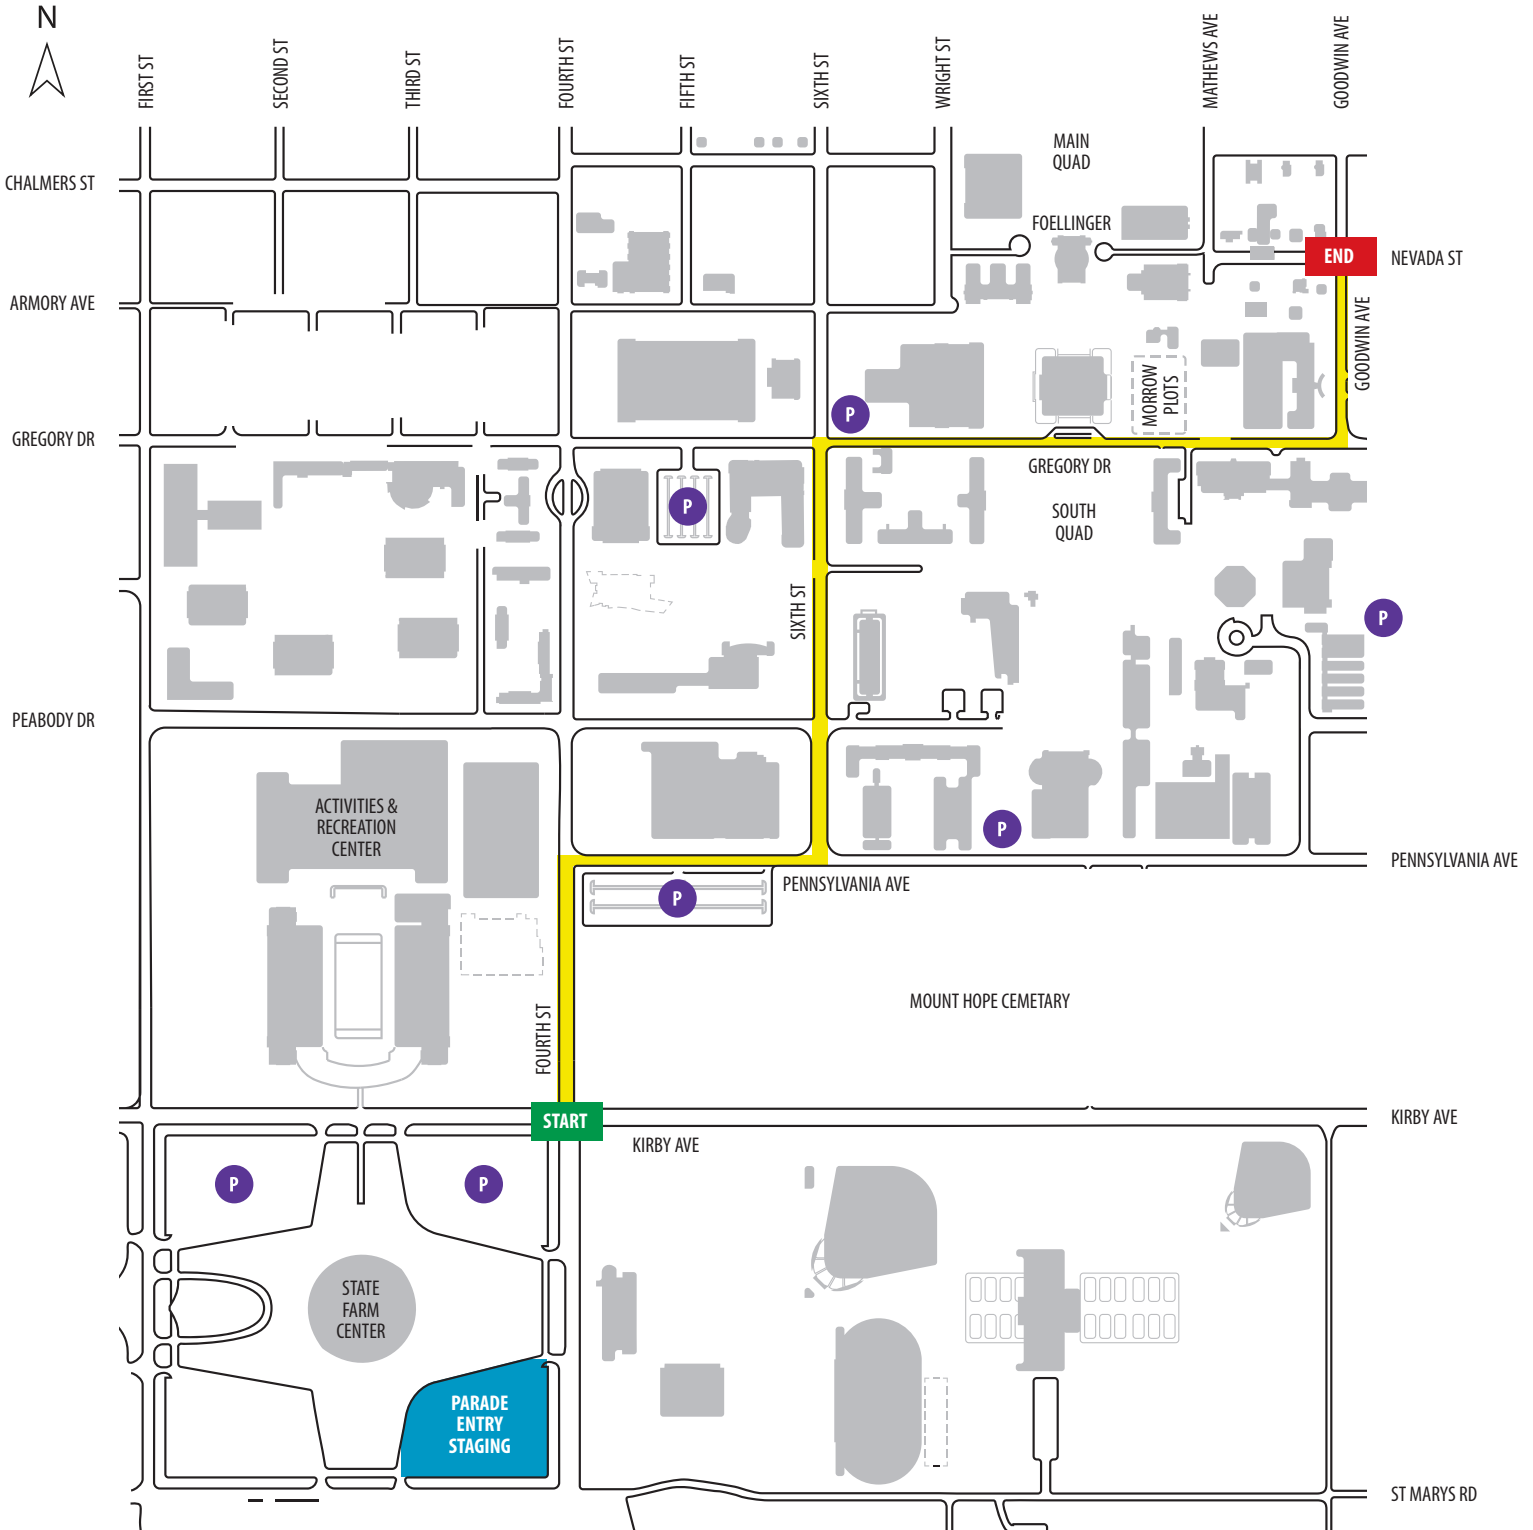 N
FIRST ST
SECOND ST
THIRD ST
FOURTH ST
FIFTH ST
SIXTH ST
WRIGHT ST
MATHEWS AVE
GOODWIN AVE
MAIN
QUAD
CHALMERS ST
FOELLINGER
END
NEVADA ST
ARMORY AVE
GOODWIN AVE
MORROW
PLOTS
P
GREGORY DR
GREGORY DR
P
SOUTH
QUAD
SIXTH ST
P
PEABODY DR
ACTIVITIES &
RECREATION
CENTER
P
PENNSYLVANIA AVE
PENNSYLVANIA AVE
P
MOUNT HOPE CEMETARY
FOURTH ST
START
KIRBY AVE
KIRBY AVE
P
P
STATE
FARM
CENTER
PARADE
ENTRY
STAGING
ST MARYS RD